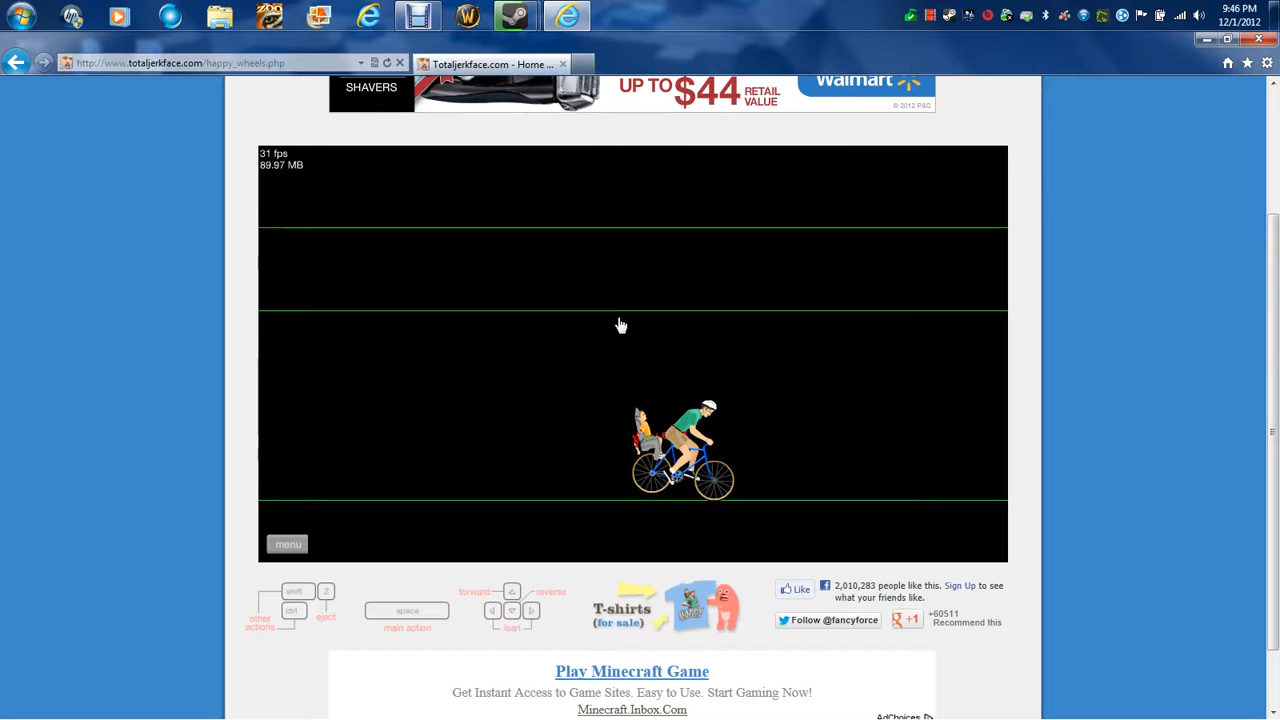 9:46 PM
12/1/2012
http://www.totaljerkface.com/happy_wheels.php
Totaljerkface.com - Home ...
SHAVERS
UP TO $44 RETAIL VALUE
Walmart
© 2012 P&G
31 fps
89.97 MB
menu
shift
Z
ctrl
eject
other actions
space
main action
forward
reverse
lean
T-shirts
(for sale)
Like
2,010,283 people like this. Sign Up to see
what your friends like.
Follow @fancyforce
+1
+60511
Recommend this
Play Minecraft Game
Get Instant Access to Game Sites. Easy to Use. Start Gaming Now!
Minecraft.Inbox.Com
AdChoices